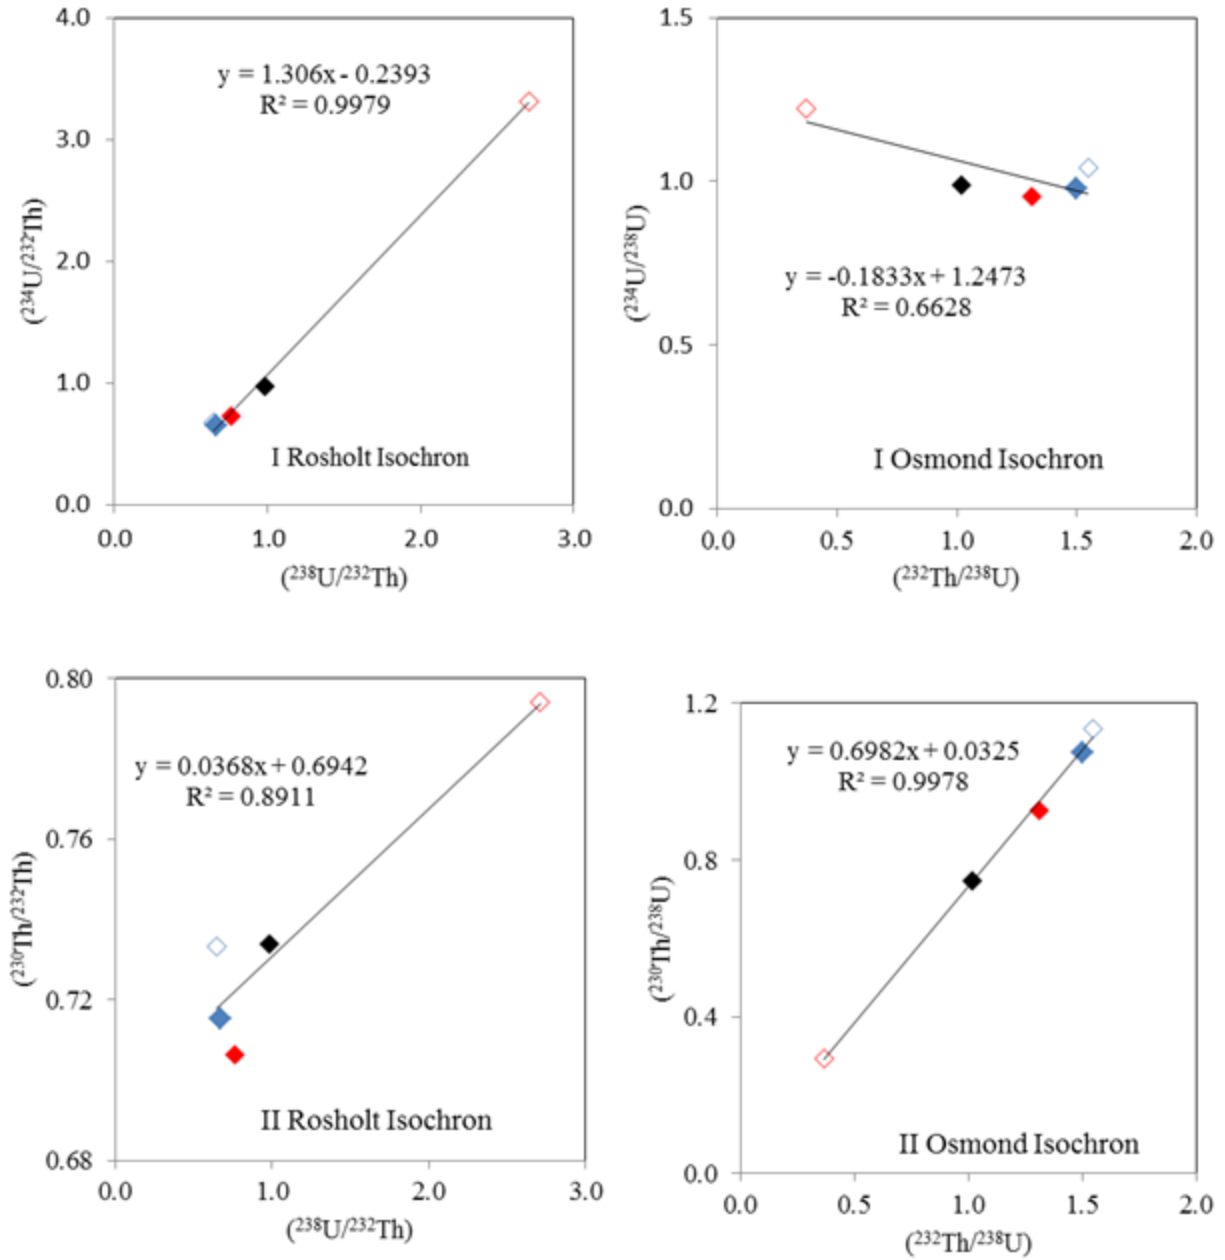 4.0
3.0
2.0
1.0
0.0
0.0 1.0 2.0 3.0
(²³⁴U/²³²Th)
(²³⁸U/²³²Th)
y = 1.306x - 0.2393
R² = 0.9979
I Rosholt Isochron
1.5
1.0
0.5
0.0
0.0 0.5 1.0 1.5 2.0
(²³⁴U/²³⁸U)
(²³²Th/²³⁸U)
y = -0.1833x + 1.2473
R² = 0.6628
I Osmond Isochron
0.80
0.76
0.72
0.68
0.0 1.0 2.0 3.0
(²³⁰Th/²³²Th)
(²³⁸U/²³²Th)
y = 0.0368x + 0.6942
R² = 0.8911
II Rosholt Isochron
1.2
0.8
0.4
0.0
0.0 0.5 1.0 1.5 2.0
(²³⁰Th/²³⁸U)
(²³²Th/²³⁸U)
y = 0.6982x + 0.0325
R² = 0.9978
II Osmond Isochron